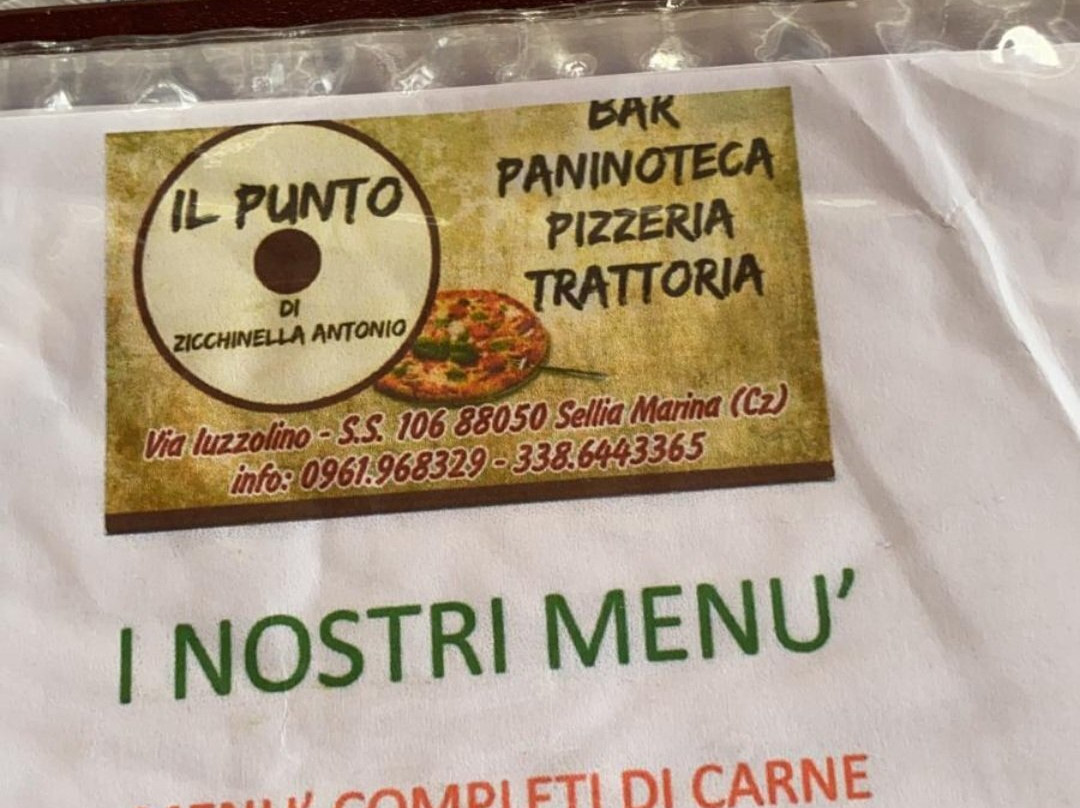 BAR
PANINOTECA
PIZZERIA
TRATTORIA
IL PUNTO
DI
ZICCHINELLA ANTONIO
Via Iuzzolino - S.S. 106 88050 Sellia Marina (Cz)
info: 0961.968329 - 338.6443365
I NOSTRI MENU’
MENU’ COMPLETI DI CARNE